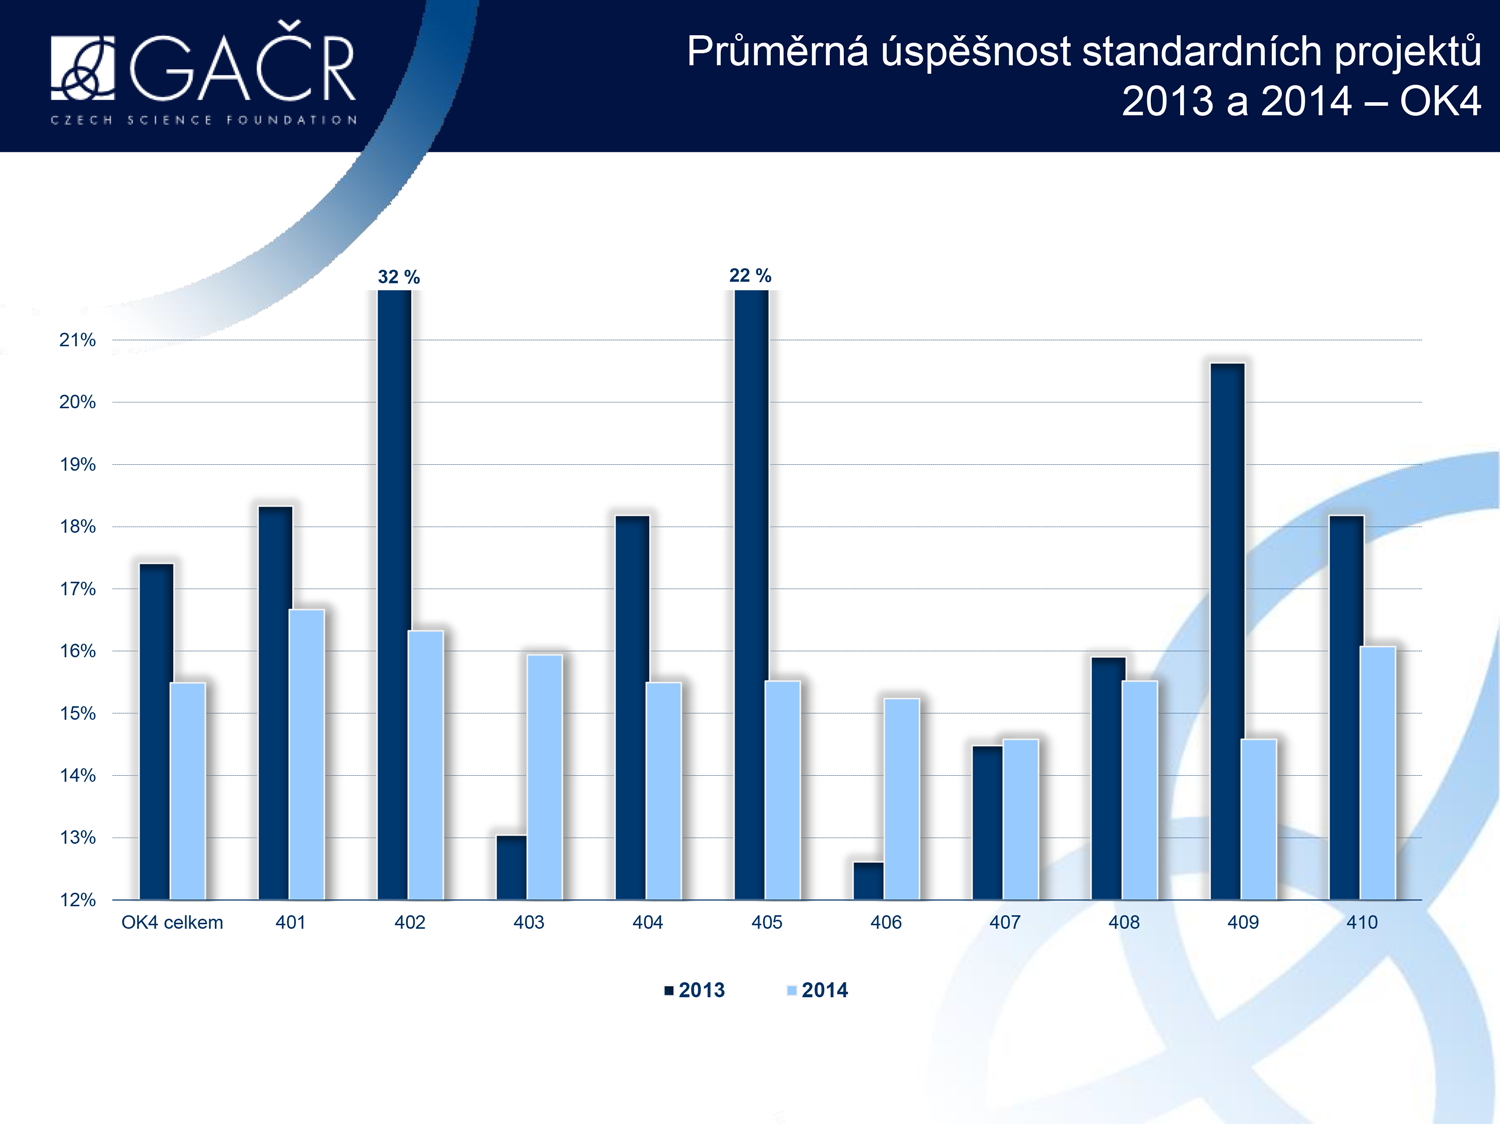 GAČR
CZECH SCIENCE FOUNDATION
Průměrná úspěšnost standardních projektů
2013 a 2014 – OK4
32 %
22 %
21%
20%
19%
18%
17%
16%
15%
14%
13%
12%
OK4 celkem 401 402 403 404 405 406 407 408 409 410
2013 2014